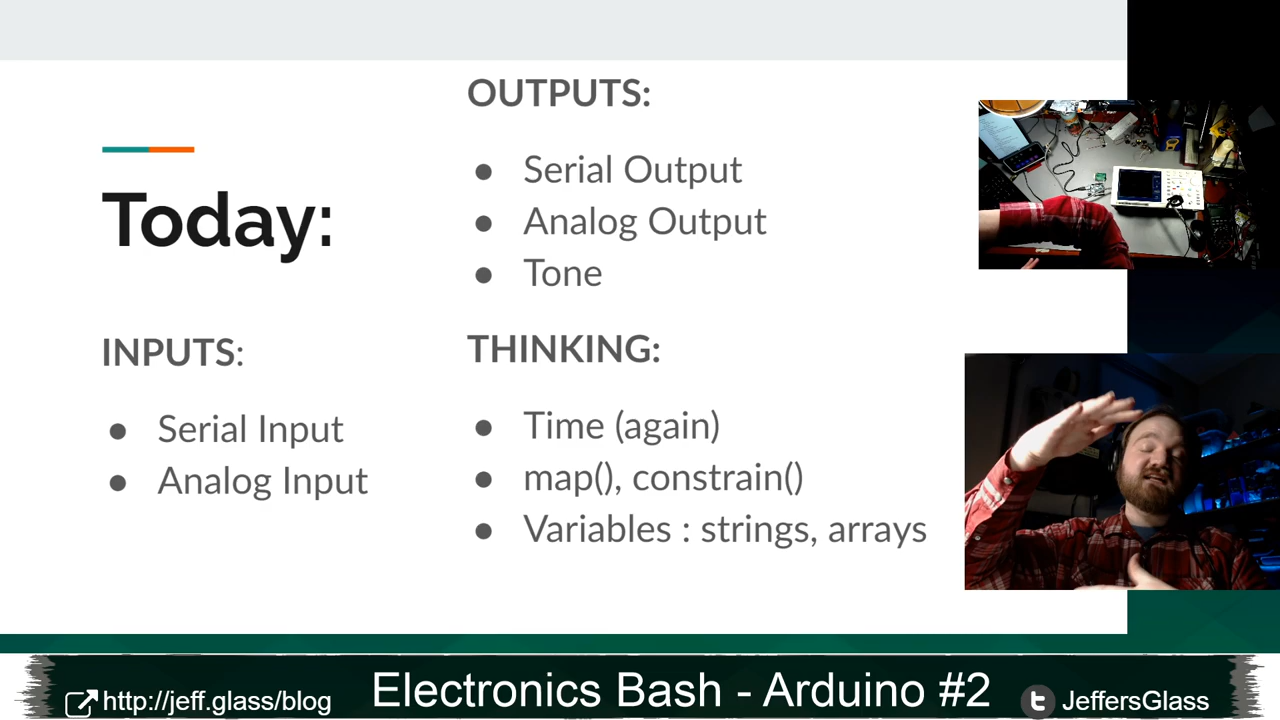 Today:
INPUTS:
● Serial Input
● Analog Input
OUTPUTS:
● Serial Output
● Analog Output
● Tone
THINKING:
● Time (again)
● map(), constrain()
● Variables : strings, arrays
http://jeff.glass/blog
Electronics Bash - Arduino #2
JeffersGlass